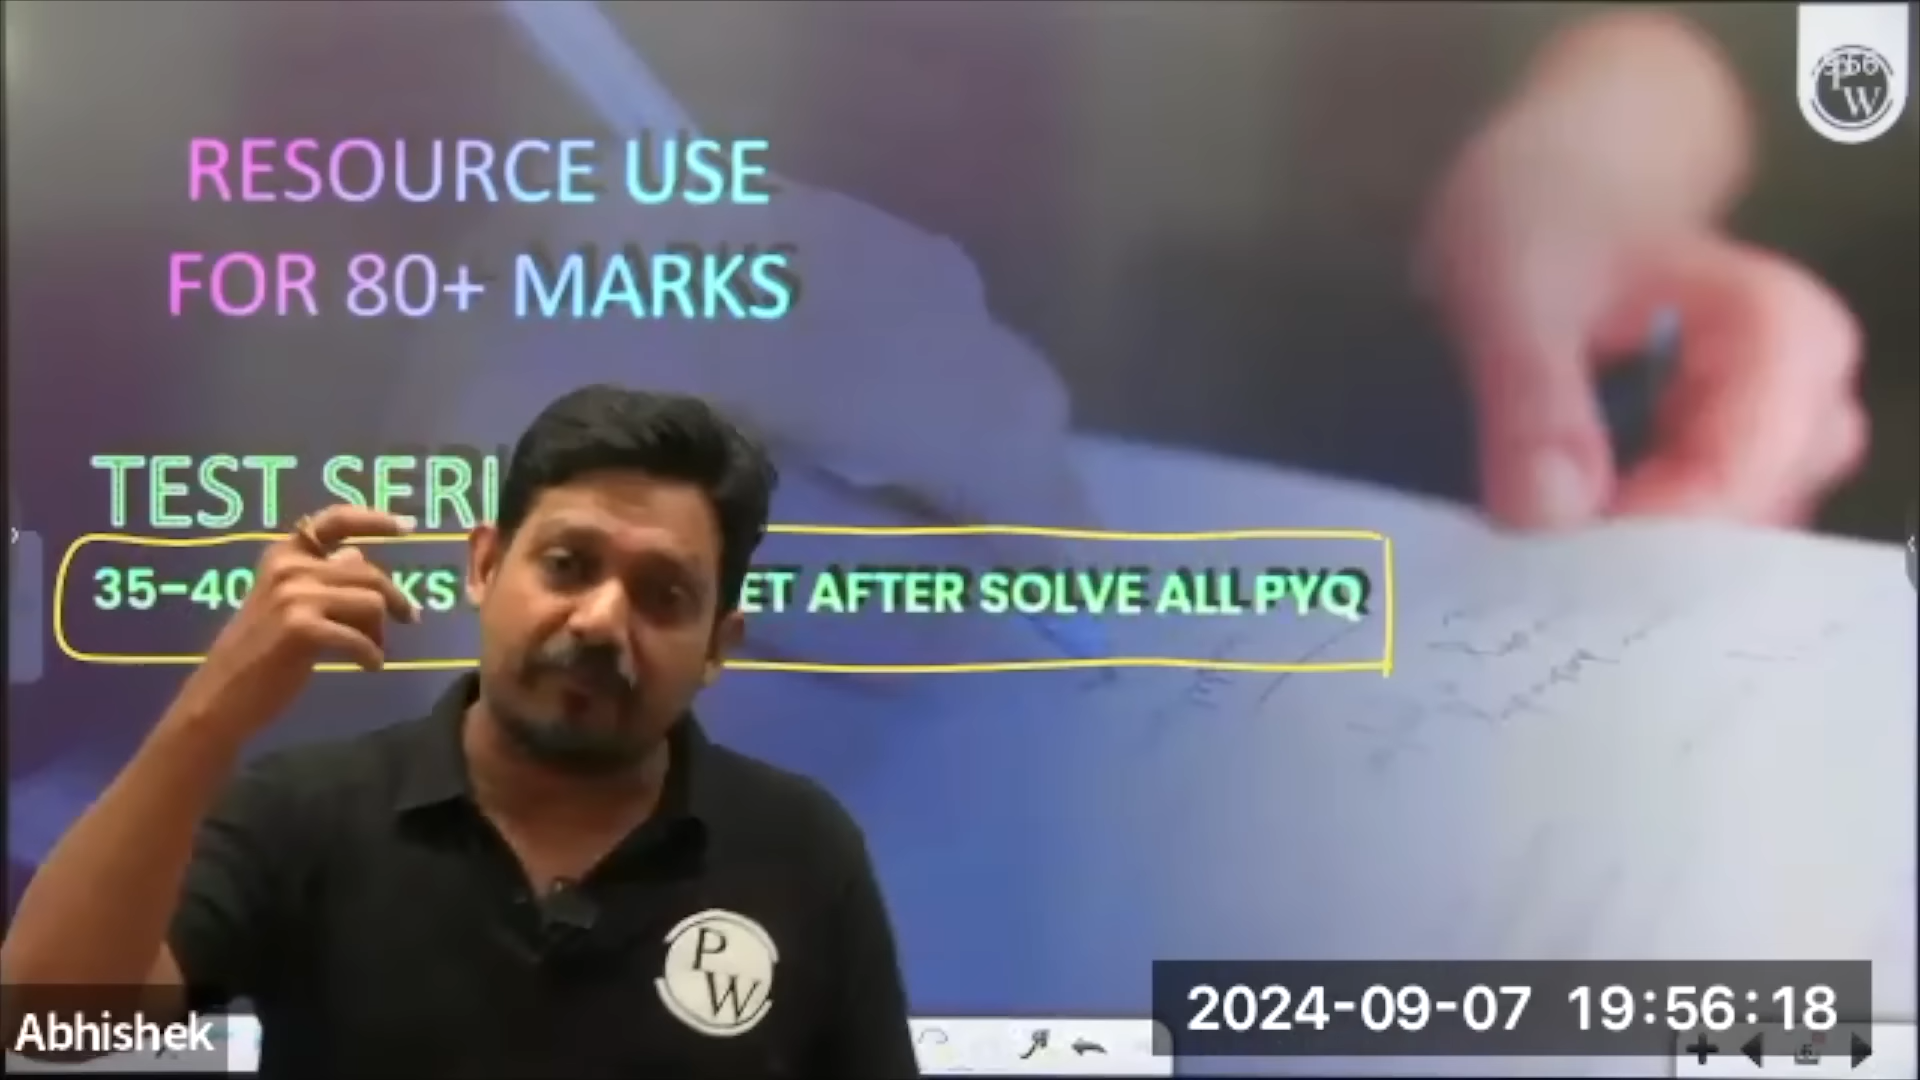 PW
RESOURCE USE
FOR 80+ MARKS
TEST SERI
35-40 KS ET AFTER SOLVE ALL PYQ
P
W
Abhishek
2024-09-07 19:56:18